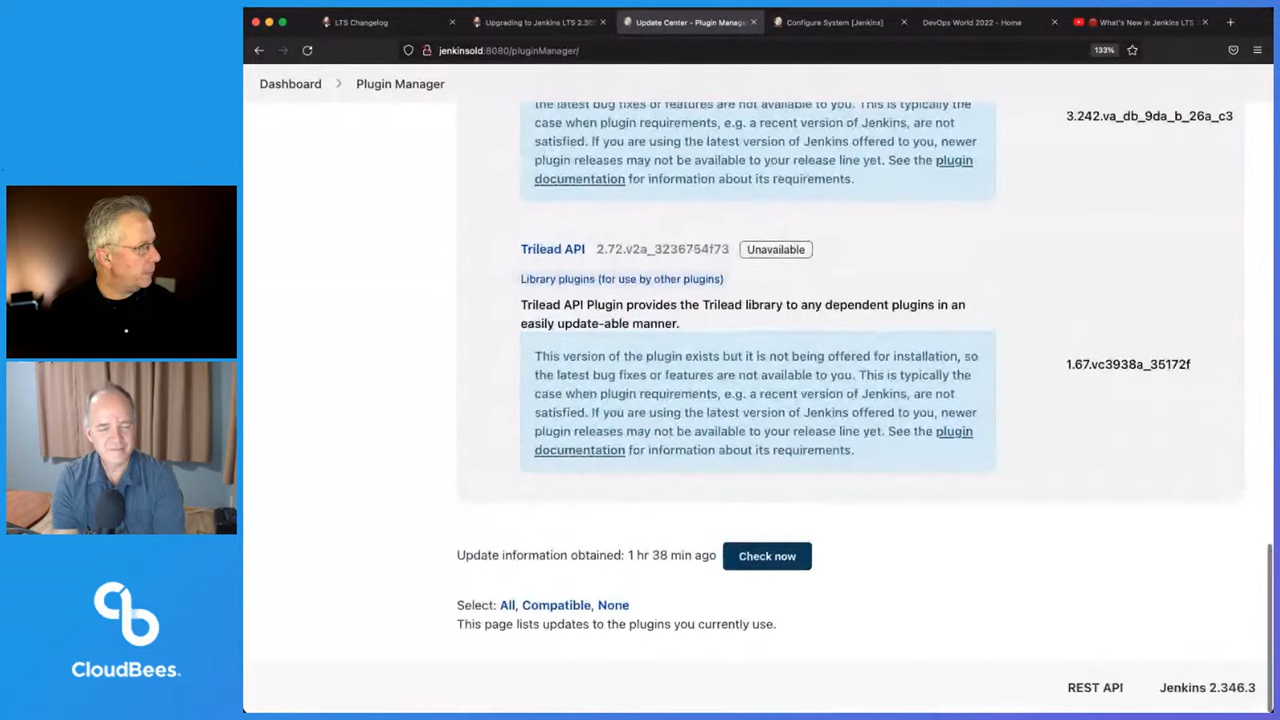 LTS Changelog
Upgrading to Jenkins LTS 2.36
Update Center - Plugin Manage
Configure System [Jenkins]
DevOps World 2022 - Home
What's New in Jenkins LTS
jenkinsold:8080/pluginManager/
133%
Dashboard
Plugin Manager
the latest bug fixes or features are not available to you. This is typically the
case when plugin requirements, e.g. a recent version of Jenkins, are not
satisfied. If you are using the latest version of Jenkins offered to you, newer
plugin releases may not be available to your release line yet. See the plugin
documentation for information about its requirements.
3.242.va_db_9da_b_26a_c3
Trilead API 2.72.v2a_3236754f73 Unavailable
Library plugins (for use by other plugins)
Trilead API Plugin provides the Trilead library to any dependent plugins in an
easily update-able manner.
This version of the plugin exists but it is not being offered for installation, so
the latest bug fixes or features are not available to you. This is typically the
case when plugin requirements, e.g. a recent version of Jenkins, are not
satisfied. If you are using the latest version of Jenkins offered to you, newer
plugin releases may not be available to your release line yet. See the plugin
documentation for information about its requirements.
1.67.vc3938a_35172f
Update information obtained: 1 hr 38 min ago Check now
Select: All, Compatible, None
This page lists updates to the plugins you currently use.
REST API Jenkins 2.346.3
CloudBees.